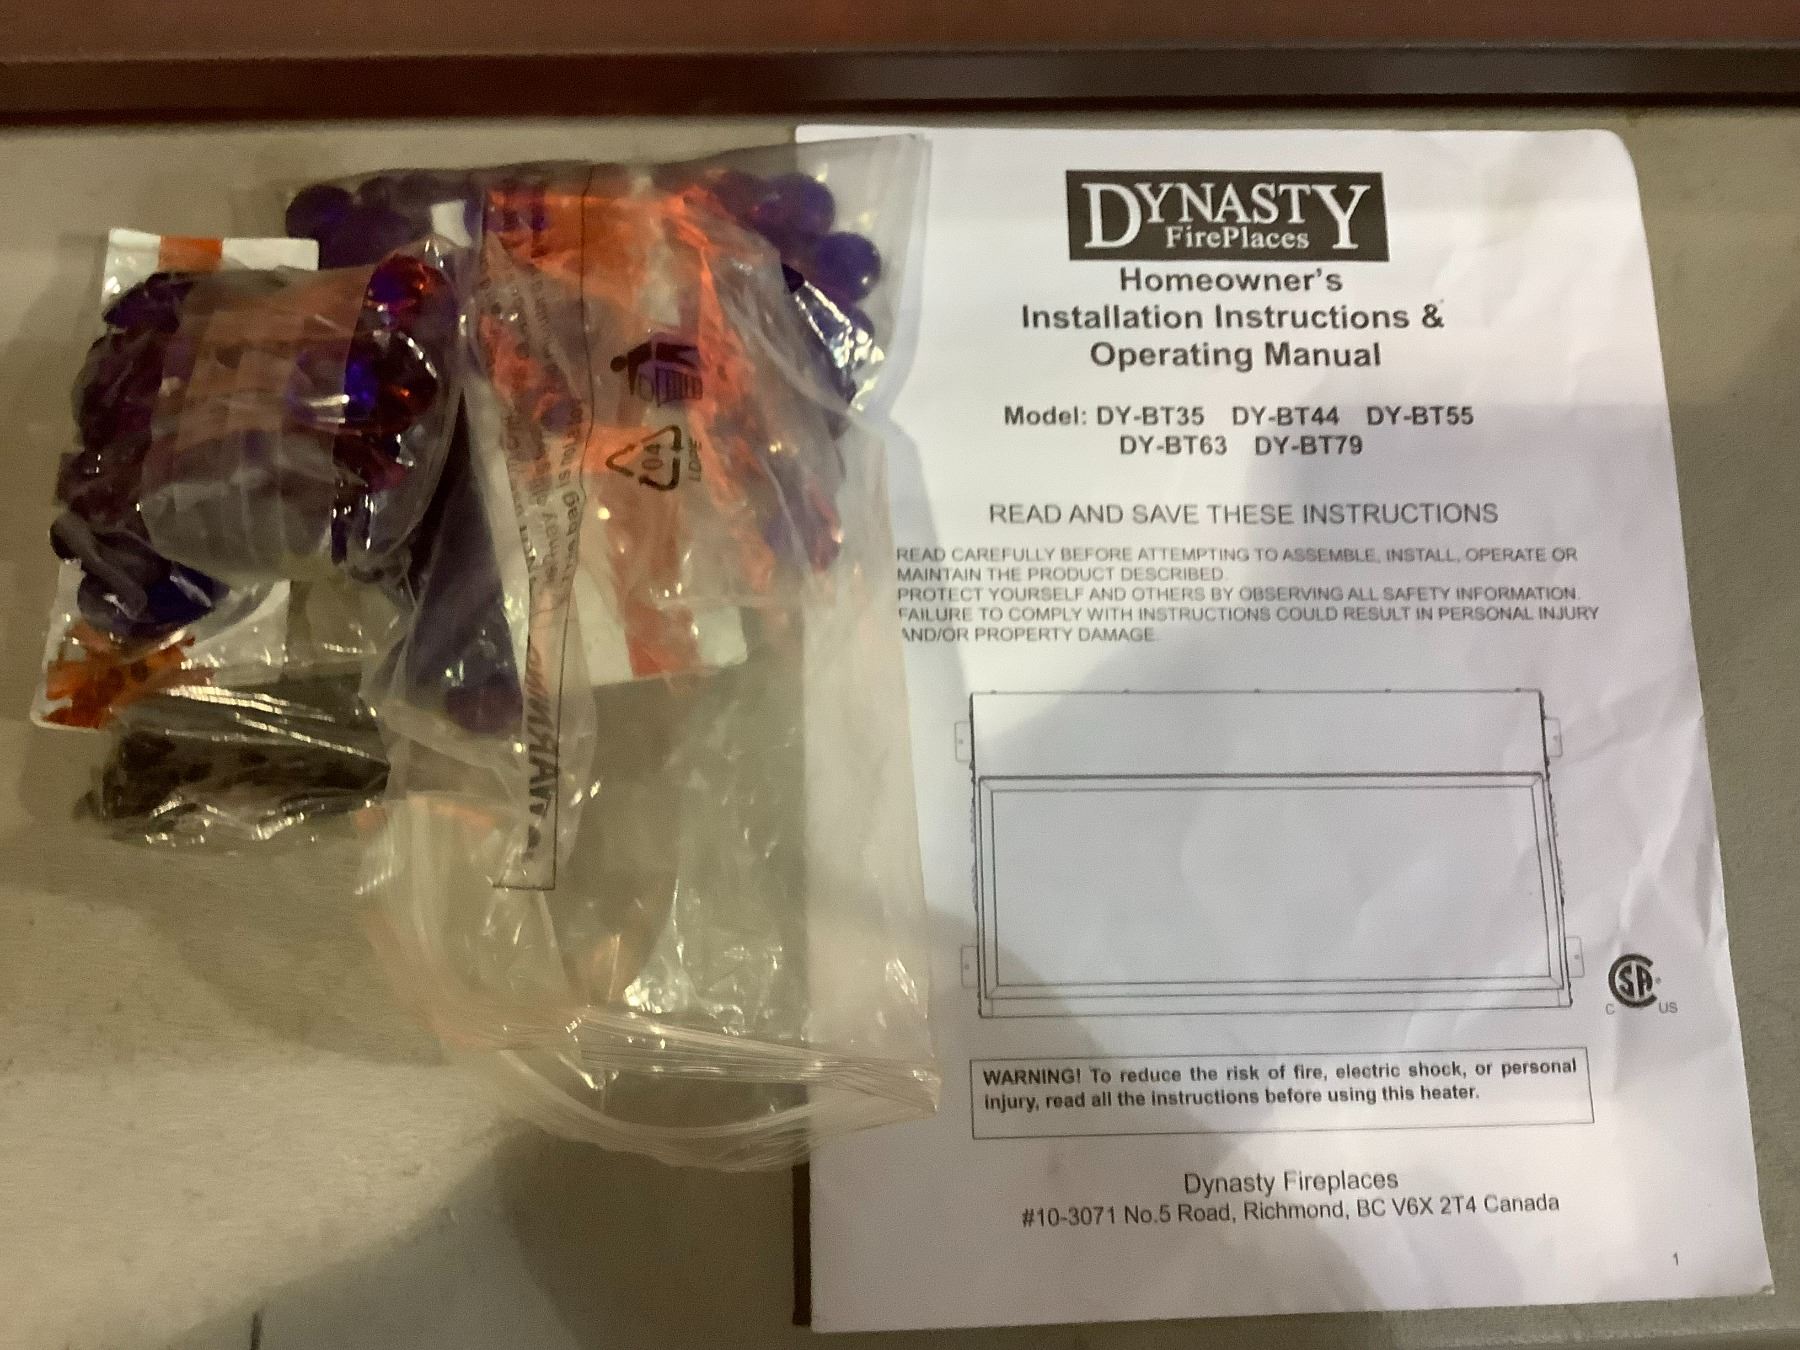 DYNASTY
FirePlaces
Homeowner's
Installation Instructions &
Operating Manual
Model: DY-BT35 DY-BT44 DY-BT55
DY-BT63 DY-BT79
READ AND SAVE THESE INSTRUCTIONS
READ CAREFULLY BEFORE ATTEMPTING TO ASSEMBLE, INSTALL, OPERATE OR
MAINTAIN THE PRODUCT DESCRIBED.
PROTECT YOURSELF AND OTHERS BY OBSERVING ALL SAFETY INFORMATION.
FAILURE TO COMPLY WITH INSTRUCTIONS COULD RESULT IN PERSONAL INJURY
AND/OR PROPERTY DAMAGE.
CSA
C US
WARNING! To reduce the risk of fire, electric shock, or personal
injury, read all the instructions before using this heater.
Dynasty Fireplaces
#10-3071 No.5 Road, Richmond, BC V6X 2T4 Canada
1
04
LDPE
WARNING